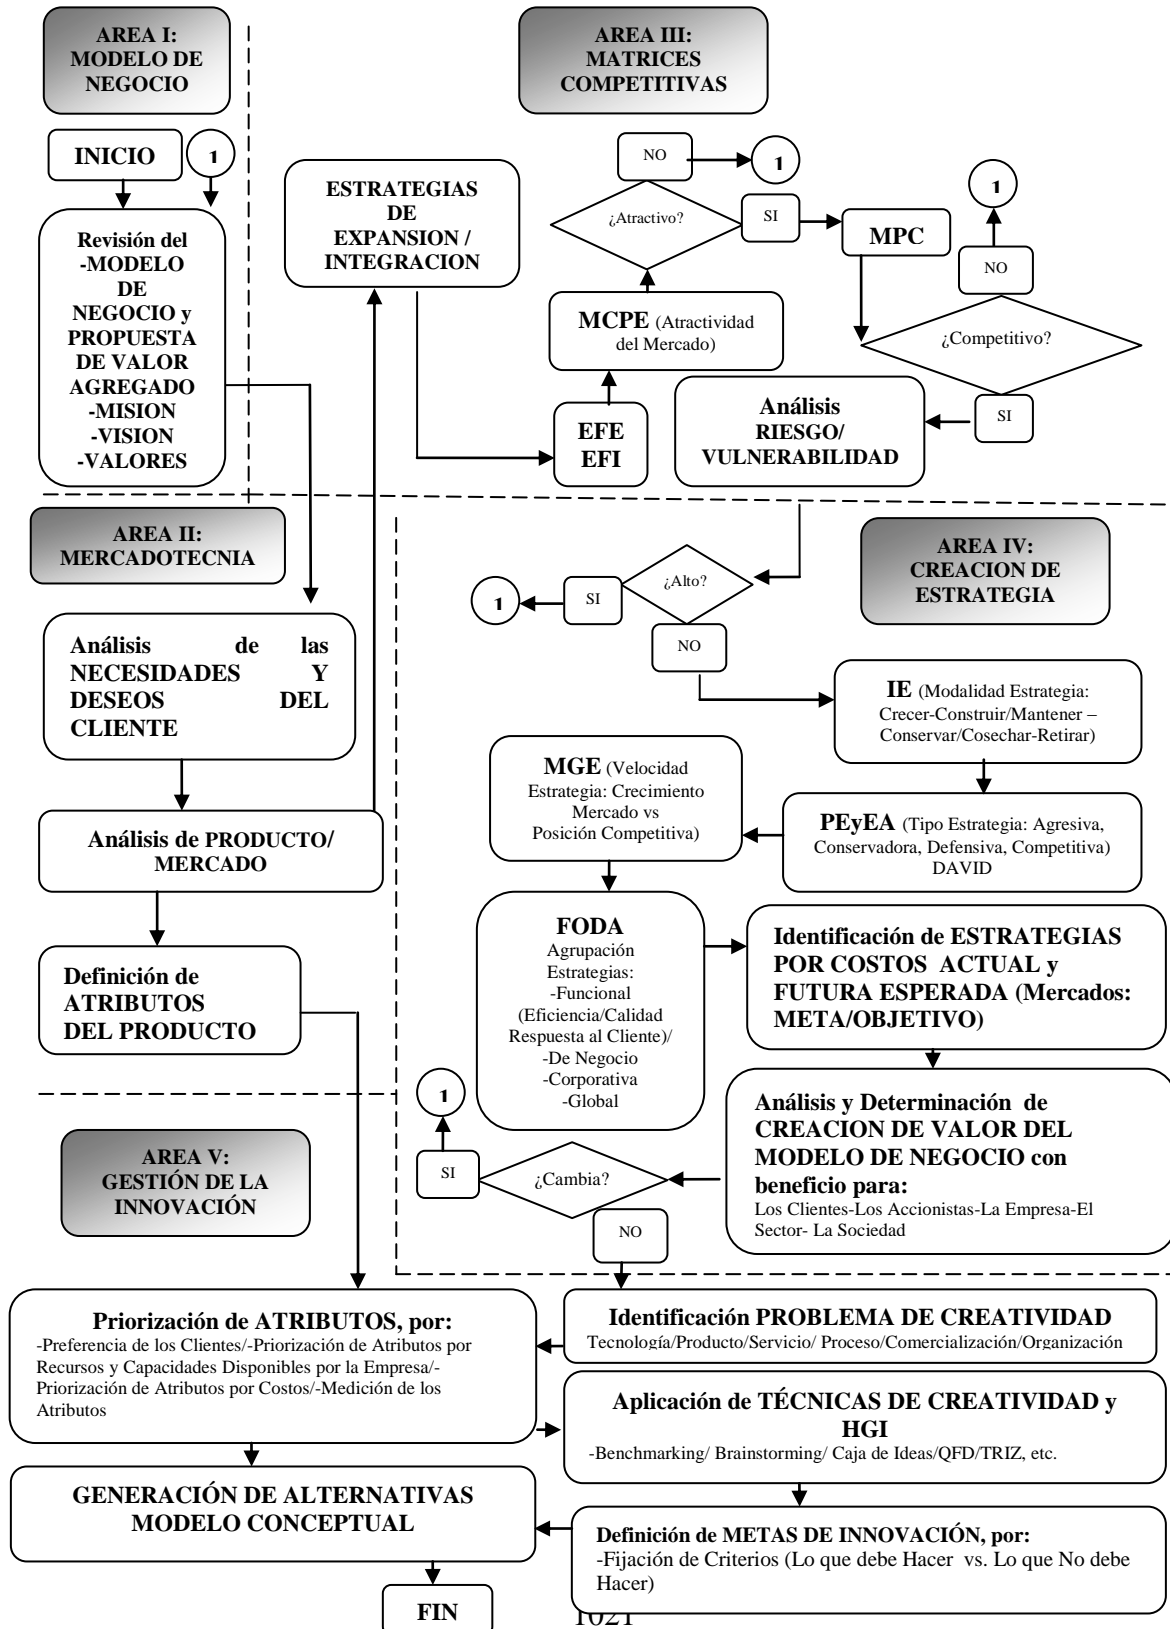 AREA I:
MODELO DE
NEGOCIO
INICIO
1
Revisión del
-MODELO
DE
NEGOCIO y
PROPUESTA
DE VALOR
AGREGADO
-MISION
-VISION
-VALORES
AREA III:
MATRICES
COMPETITIVAS
ESTRATEGIAS
DE
EXPANSION /
INTEGRACION
NO
1
¿Atractivo?
SI
MPC
1
NO
¿Competitivo?
SI
MCPE (Atractividad
del Mercado)
EFE
EFI
Análisis
RIESGO/
VULNERABILIDAD
AREA II:
MERCADOTECNIA
Análisis de las
NECESIDADES Y
DESEOS DEL
CLIENTE
Análisis de PRODUCTO/
MERCADO
Definición de
ATRIBUTOS
DEL PRODUCTO
AREA IV:
CREACION DE
ESTRATEGIA
¿Alto?
SI
1
NO
IE (Modalidad Estrategia:
Crecer-Construir/Mantener –
Conservar/Cosechar-Retirar)
MGE (Velocidad
Estrategia: Crecimiento
Mercado vs
Posición Competitiva)
PEyEA (Tipo Estrategia: Agresiva,
Conservadora, Defensiva, Competitiva)
DAVID
FODA
Agrupación
Estrategias:
-Funcional
(Eficiencia/Calidad
Respuesta al Cliente)/
-De Negocio
-Corporativa
-Global
Identificación de ESTRATEGIAS
POR COSTOS ACTUAL y
FUTURA ESPERADA (Mercados:
META/OBJETIVO)
Análisis y Determinación de
CREACION DE VALOR DEL
MODELO DE NEGOCIO con
beneficio para:
Los Clientes-Los Accionistas-La Empresa-El
Sector- La Sociedad
1
SI
¿Cambia?
NO
AREA V:
GESTIÓN DE LA
INNOVACIÓN
Priorización de ATRIBUTOS, por:
-Preferencia de los Clientes/-Priorización de Atributos por
Recursos y Capacidades Disponibles por la Empresa/-
Priorización de Atributos por Costos/-Medición de los
Atributos
Identificación PROBLEMA DE CREATIVIDAD
Tecnología/Producto/Servicio/ Proceso/Comercialización/Organización
Aplicación de TÉCNICAS DE CREATIVIDAD y
HGI
-Benchmarking/ Brainstorming/ Caja de Ideas/QFD/TRIZ, etc.
GENERACIÓN DE ALTERNATIVAS
MODELO CONCEPTUAL
Definición de METAS DE INNOVACIÓN, por:
-Fijación de Criterios (Lo que debe Hacer vs. Lo que No debe
Hacer)
FIN
1021